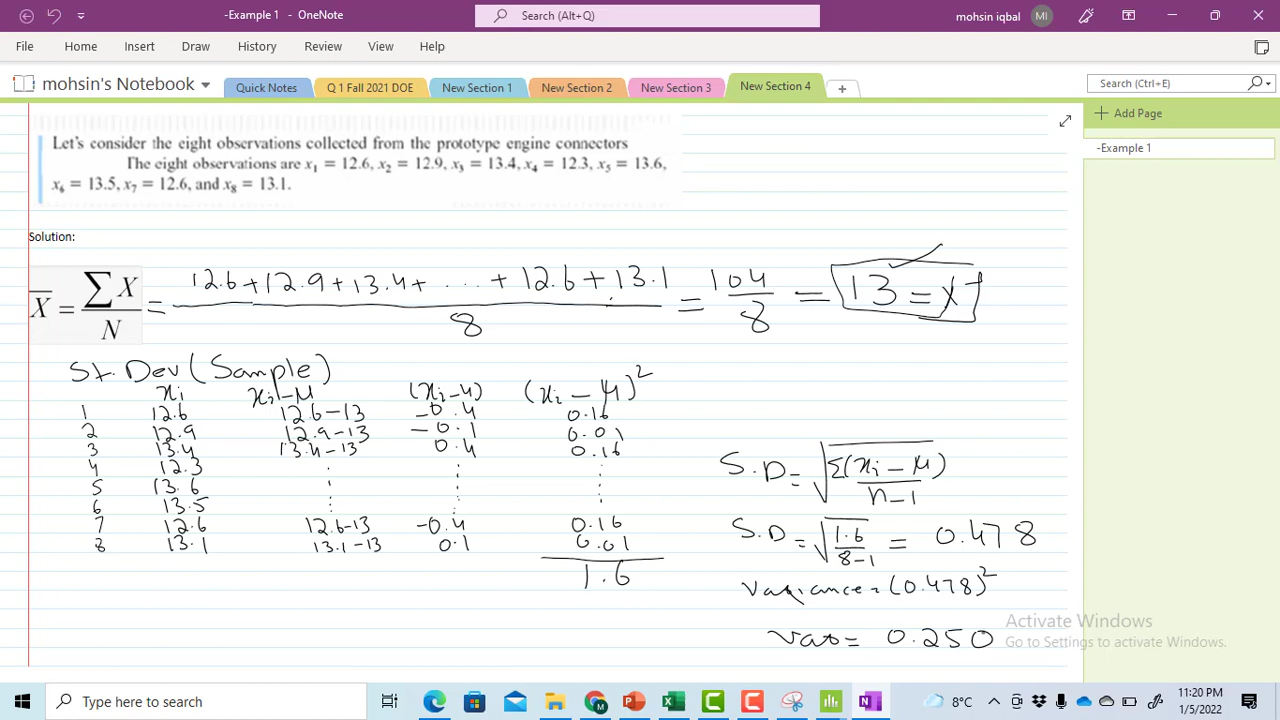 -Example 1 - OneNote
Search (Alt+Q)
mohsin iqbal
MI
File Home Insert Draw History Review View Help
mohsin's Notebook
Quick Notes
Q 1 Fall 2021 DOE
New Section 1
New Section 2
New Section 3
New Section 4
Search (Ctrl+E)
Add Page
-Example 1
Let's consider the eight observations collected from the prototype engine connectors
The eight observations are x₁ = 12.6, x₂ = 12.9, x₃ = 13.4, x₄ = 12.3, x₅ = 13.6,
x₆ = 13.5, x₇ = 12.6, and x₈ = 13.1.
Solution:
X̄ = ∑X / N = 12.6+12.9+13.4+ ... + 12.6+13.1 / 8 = 104 / 8 = 13 = x̄
St. Dev (Sample)
xi xi-M (xi-μ) (xi-μ)²
1 12.6 12.6-13 -0.4 0.16
2 12.9 12.9-13 -0.1 0.01
3 13.4 13.4-13 0.4 0.16
4 12.3
5 13.6
6 13.5
7 12.6 12.6-13 -0.4 0.16
8 13.1 13.1-13 0.1 0.01
1.6
S.D = √Σ(xi-μ) / n-1
S.D = √1.6 / 8-1 = 0.478
variance = (0.478)²
var = 0.250
Activate Windows
Go to Settings to activate Windows.
Type here to search
8°C
11:20 PM
1/5/2022